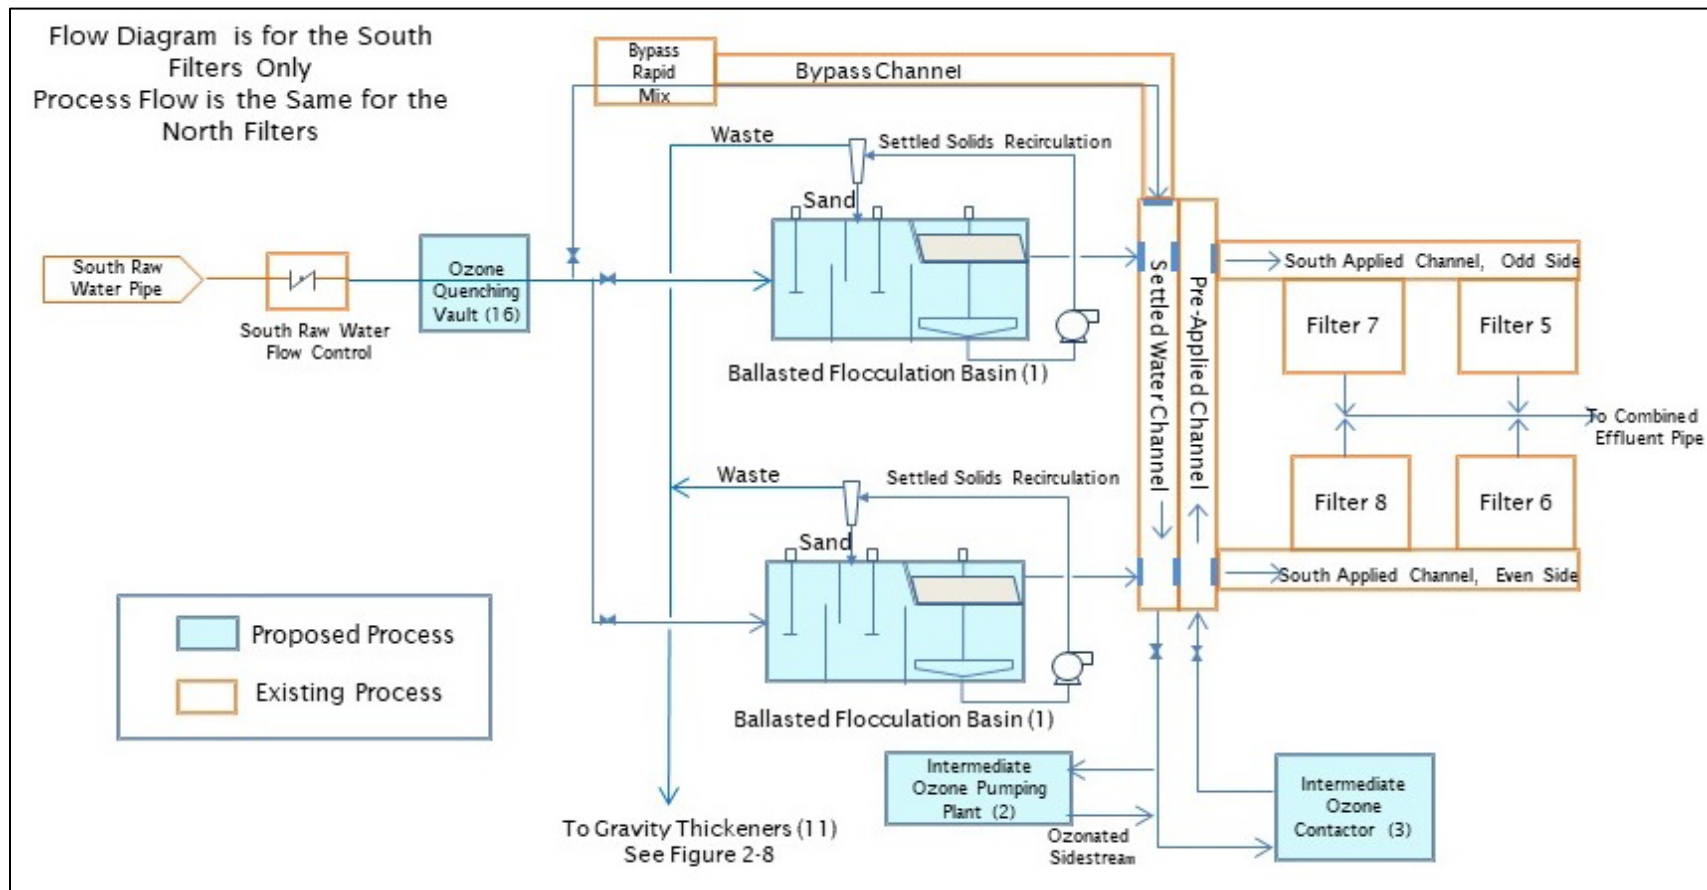 Flow Diagram is for the South
Filters Only
Process Flow is the Same for the
North Filters
Bypass
Rapid
Mix
Bypass Channel
Waste
Settled Solids Recirculation
Sand
South Raw
Water Pipe
South Raw Water
Flow Control
Ozone
Quenching
Vault (16)
Ballasted Flocculation Basin (1)
Settled Water Channel
Pre-Applied Channel
South Applied Channel, Odd Side
Filter 7
Filter 5
To Combined
Effluent Pipe
Filter 8
Filter 6
South Applied Channel, Even Side
Waste
Settled Solids Recirculation
Sand
Ballasted Flocculation Basin (1)
Proposed Process
Existing Process
Intermediate
Ozone Pumping
Plant (2)
Ozonated
Sidestream
Intermediate
Ozone
Contactor (3)
To Gravity Thickeners (11)
See Figure 2-8